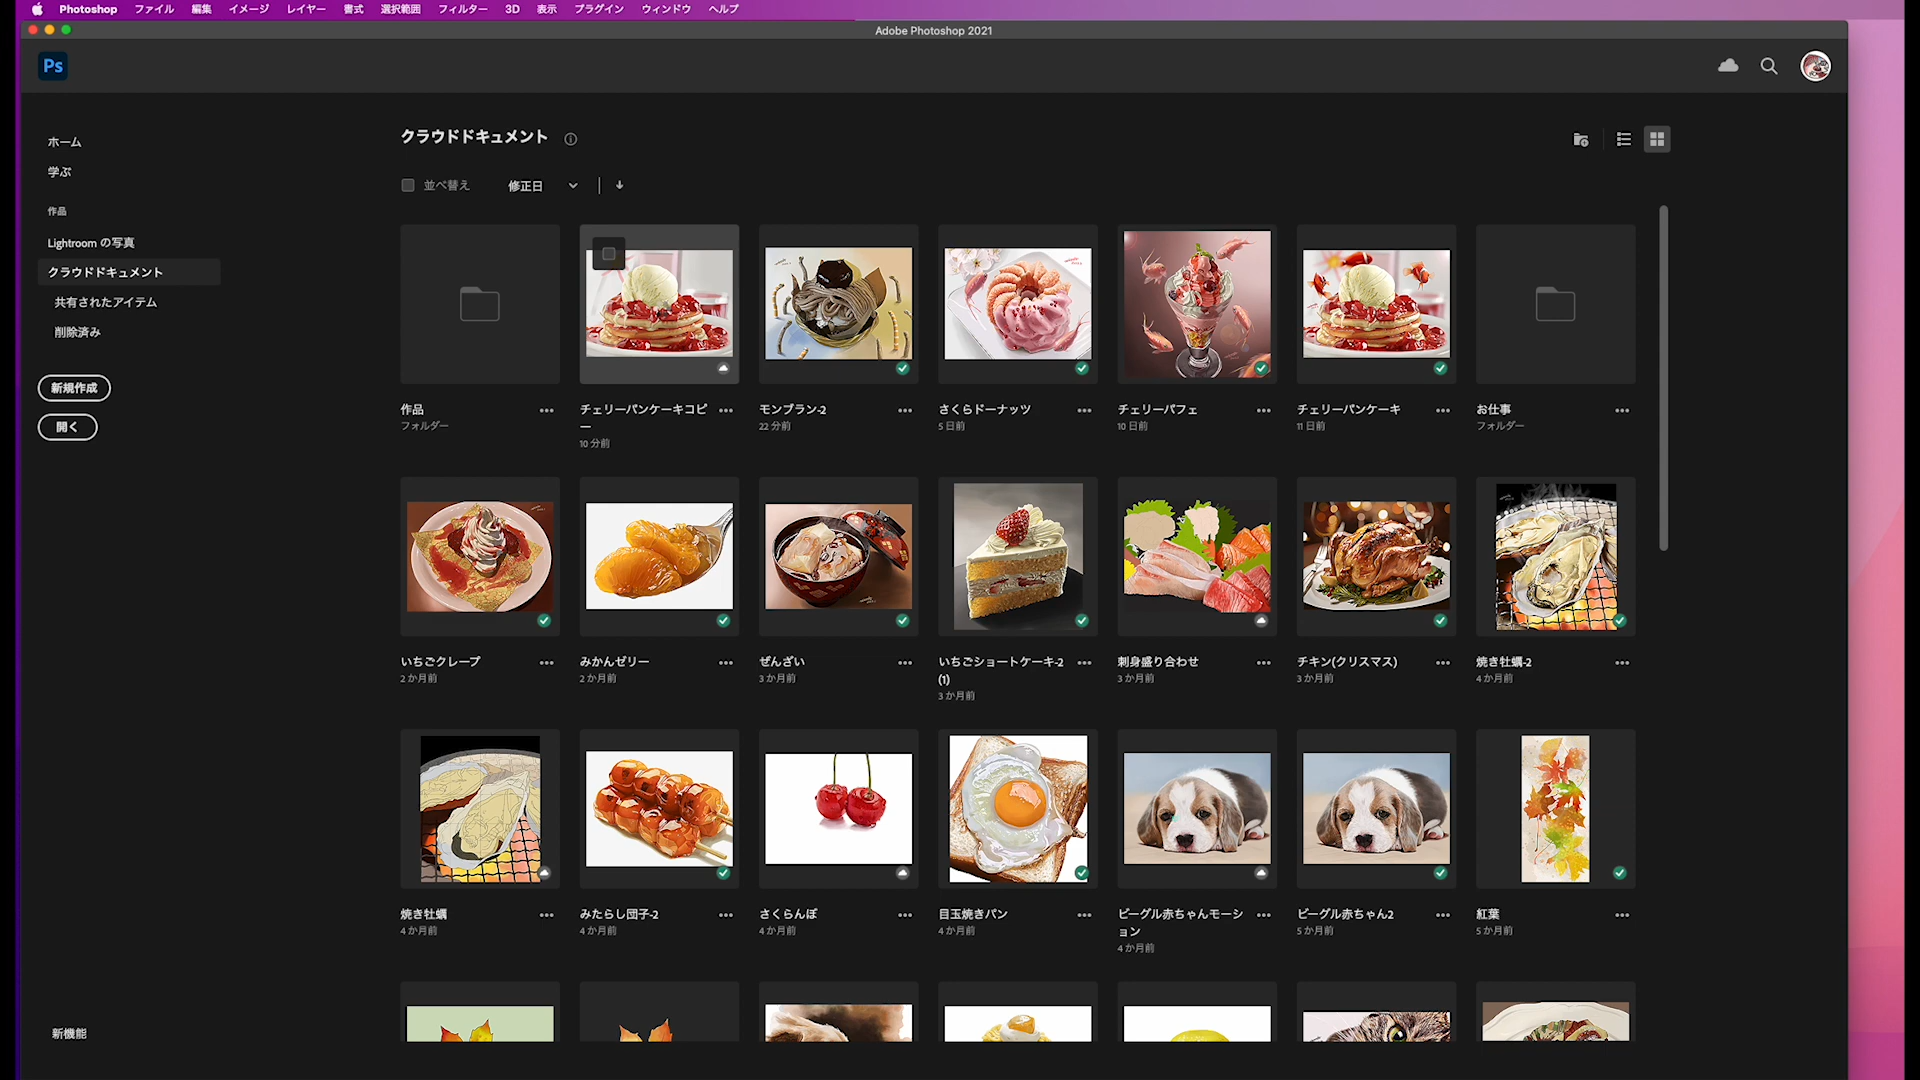 Photoshop ファイル 編集 イメージ レイヤー 書式 選択範囲 フィルター 3D 表示 プラグイン ウィンドウ ヘルプ
Adobe Photoshop 2021
Ps
ホーム
学ぶ
作品
Lightroom の写真
クラウドドキュメント
共有されたアイテム
削除済み
新規作成
開く
新機能
クラウドドキュメント
並べ替え 修正日
作品
フォルダー
チェリーパンケーキコピ
ー
10 分前
モンブラン-2
22 分前
さくらドーナッツ
5 日前
チェリーパフェ
10 日前
チェリーパンケーキ
11 日前
お仕事
フォルダー
いちごクレープ
2 か月前
みかんゼリー
2 か月前
ぜんざい
3 か月前
いちごショートケーキ-2
(1)
3 か月前
刺身盛り合わせ
3 か月前
チキン(クリスマス)
3 か月前
焼き牡蠣-2
4 か月前
焼き牡蠣
4 か月前
みたらし団子-2
4 か月前
さくらんぼ
4 か月前
目玉焼きパン
4 か月前
ビーグル赤ちゃんモーシ
ョン
4 か月前
ビーグル赤ちゃん2
5 か月前
紅葉
5 か月前